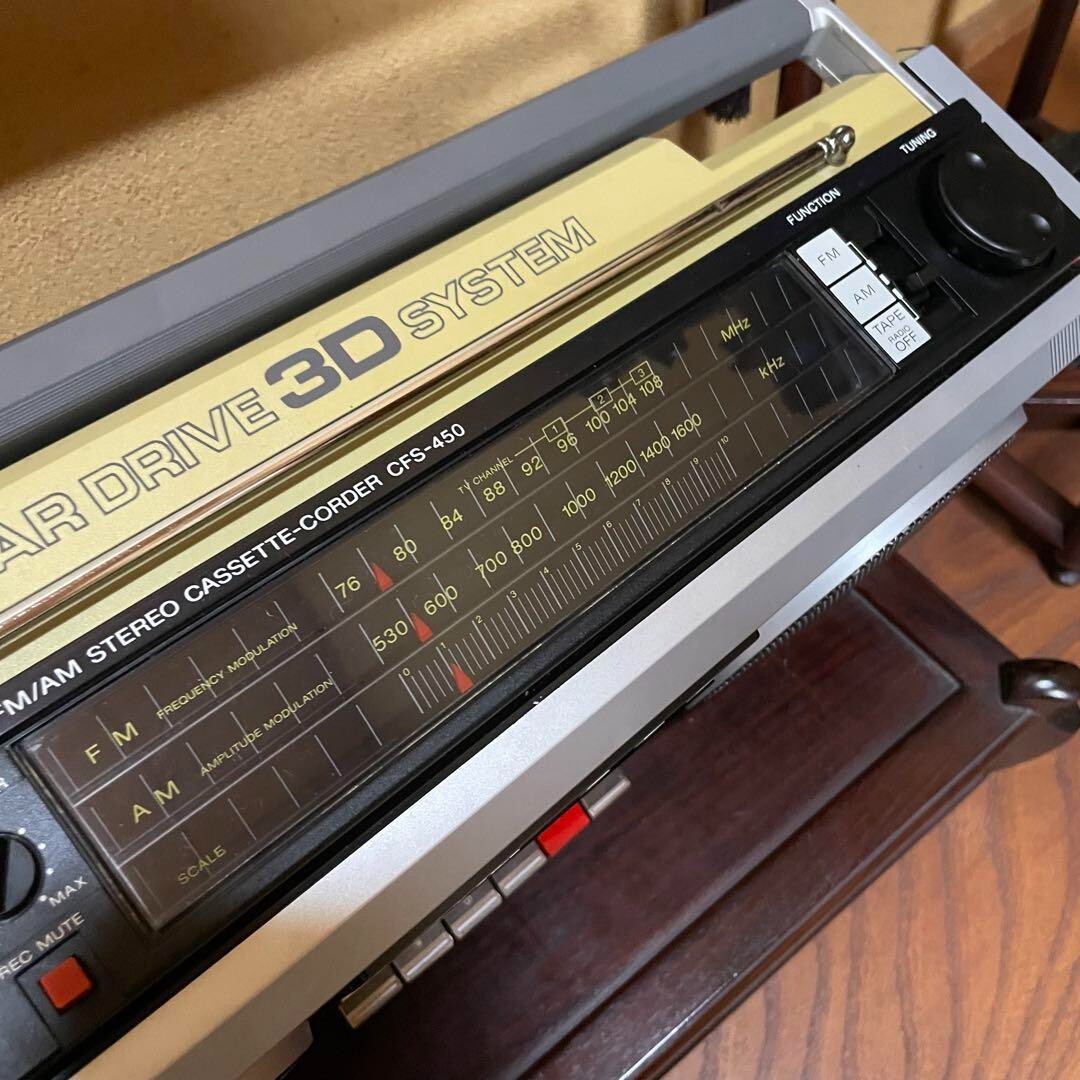 AR DRIVE 3D SYSTEM
FM/AM STEREO CASSETTE-CORDER CFS-450
TUNING
FUNCTION
FM
AM
TAPE
RADIO
OFF
TV CHANNEL 1 2 3
FM FREQUENCY MODULATION 76 80 84 88 92 96 100 104 108 MHz
AM AMPLITUDE MODULATION 530 600 700 800 1000 1200 1400 1600 kHz
SCALE 0 1 2 3 4 5 6 7 8 9 10
R
MAX
REC MUTE